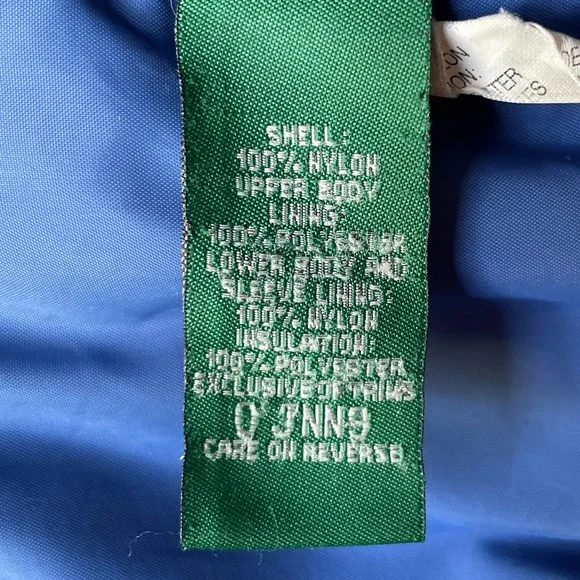 SHELL:
100% NYLON
UPPER BODY
LINING:
100% POLYESTER
LOWER BODY AND
SLEEVE LINING:
100% NYLON
INSULATION:
100% POLYESTER
EXCLUSIVE OF TRIMS
Q JNN9
CARE ON REVERSE